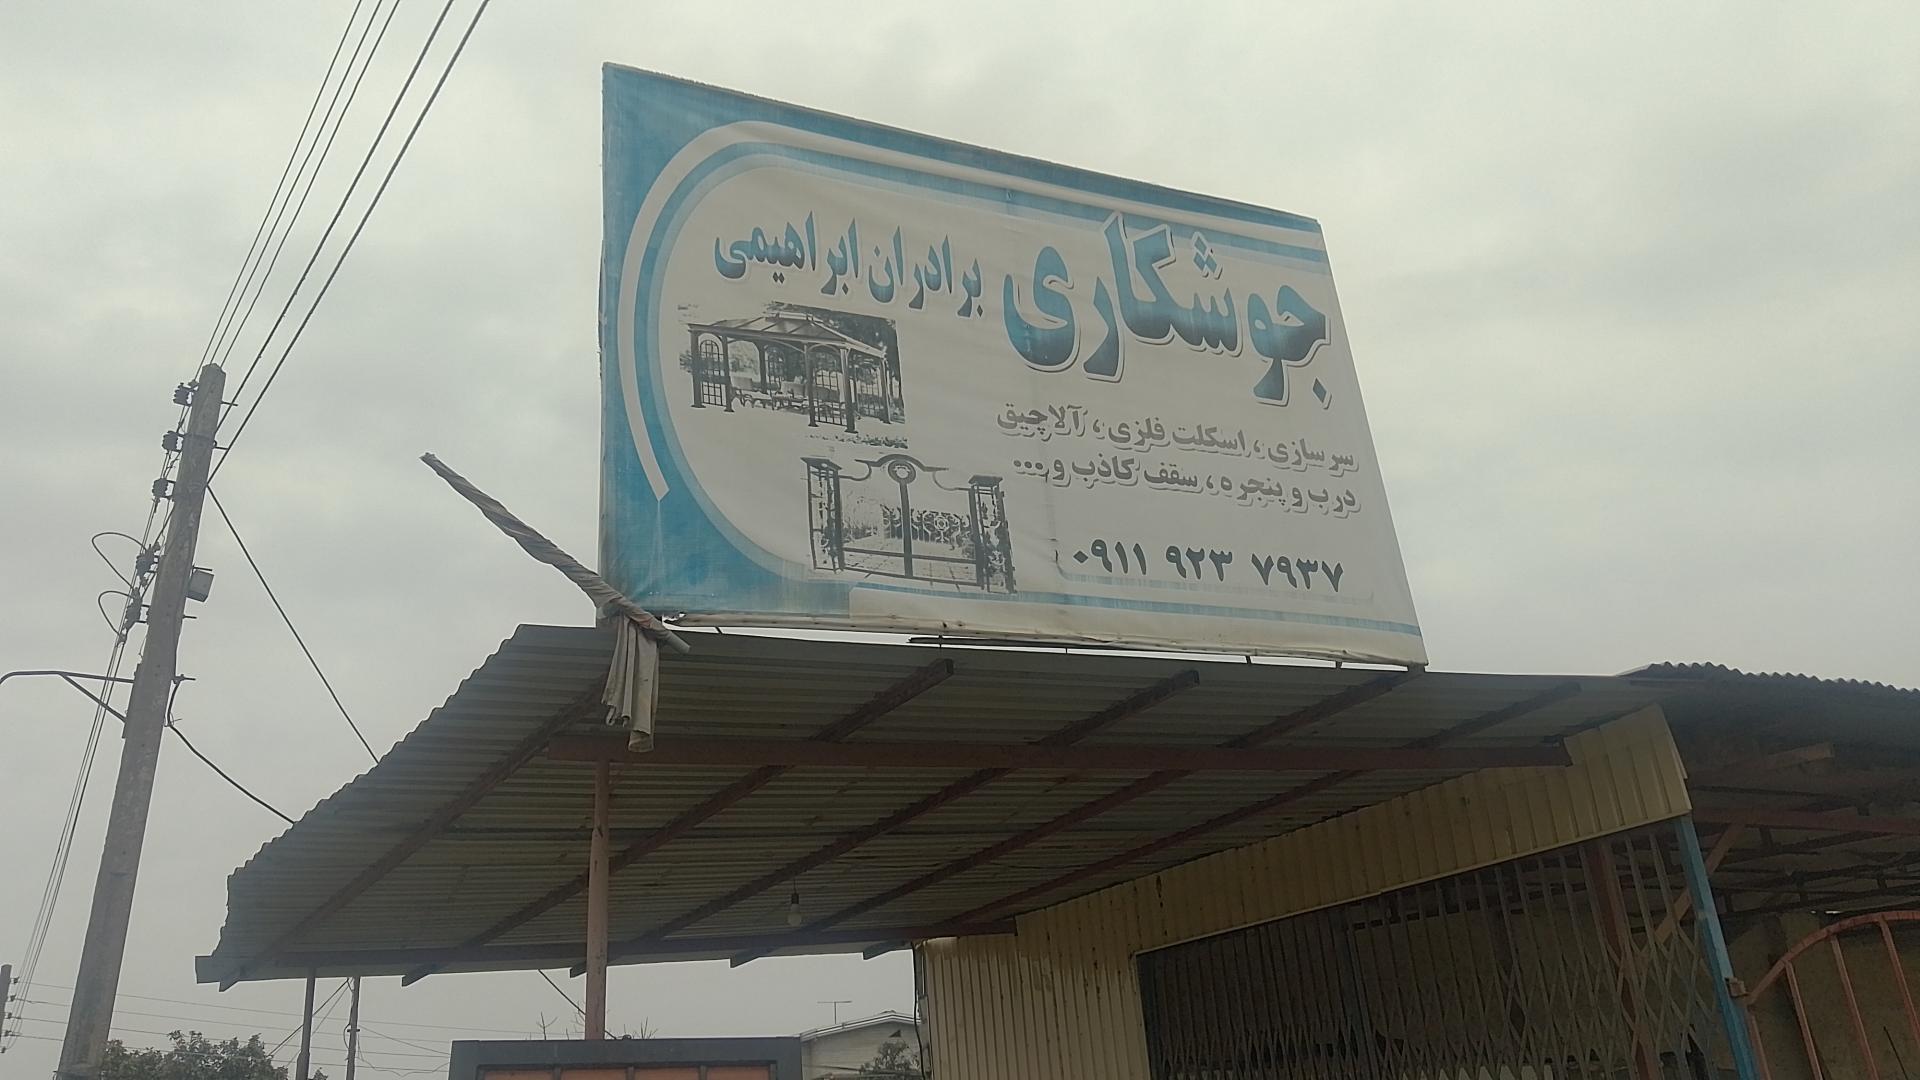 جوشکاری برادران ابراهیمی
سرسازی، اسکلت فلزی، آلاچیق
درب و پنجره، سقف کاذب و...
۰۹۱۱ ۹۲۳ ۷۹۳۷